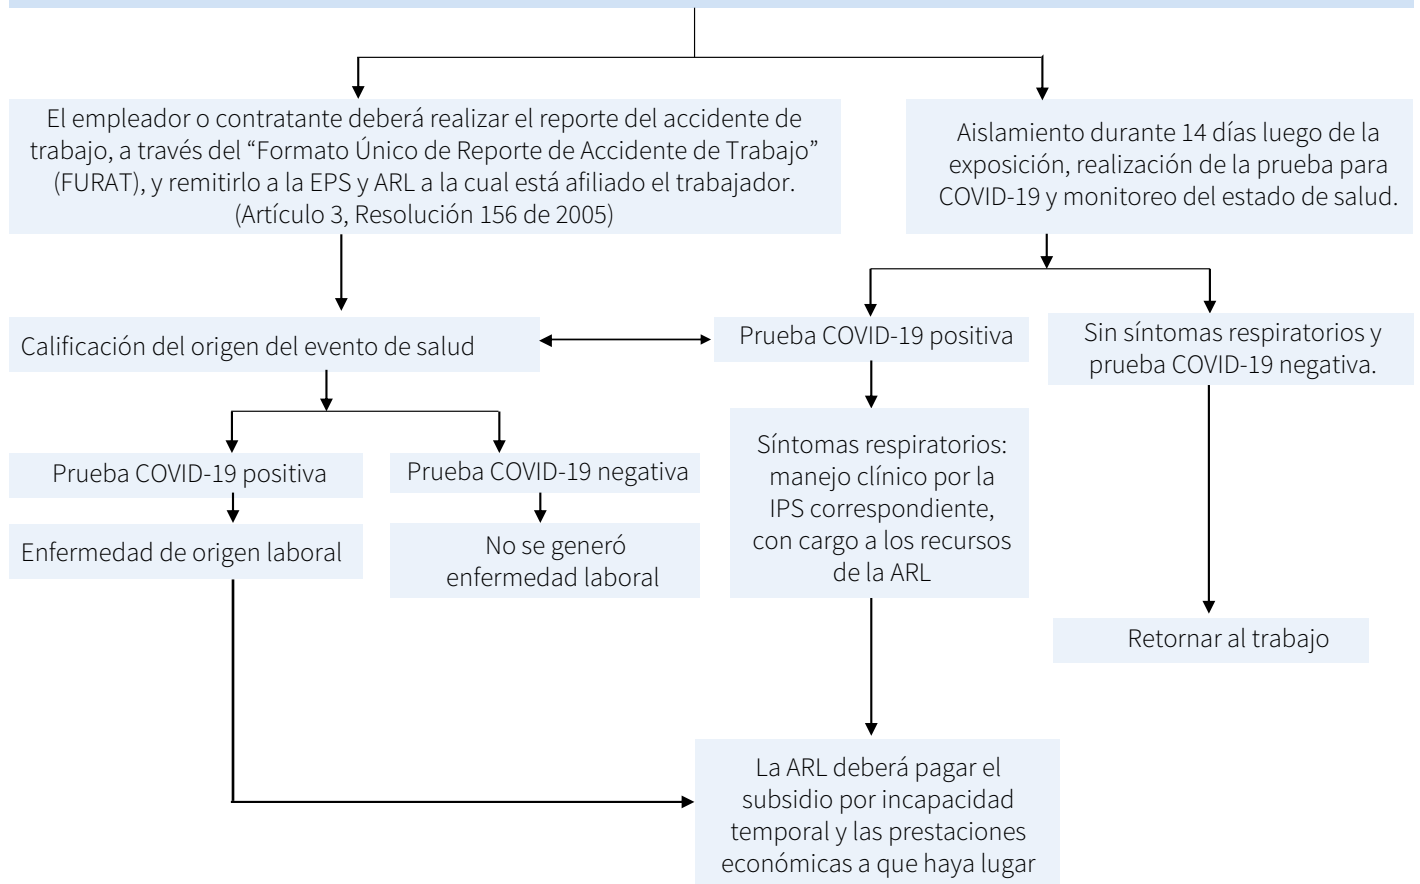 El empleador o contratante deberá realizar el reporte del accidente de
trabajo, a través del “Formato Único de Reporte de Accidente de Trabajo”
(FURAT), y remitirlo a la EPS y ARL a la cual está afiliado el trabajador.
(Artículo 3, Resolución 156 de 2005)
Aislamiento durante 14 días luego de la
exposición, realización de la prueba para
COVID-19 y monitoreo del estado de salud.
Calificación del origen del evento de salud
Prueba COVID-19 positiva
Sin síntomas respiratorios y
prueba COVID-19 negativa.
Prueba COVID-19 positiva
Prueba COVID-19 negativa
Síntomas respiratorios:
manejo clínico por la
IPS correspondiente,
con cargo a los recursos
de la ARL
Enfermedad de origen laboral
No se generó
enfermedad laboral
Retornar al trabajo
La ARL deberá pagar el
subsidio por incapacidad
temporal y las prestaciones
económicas a que haya lugar